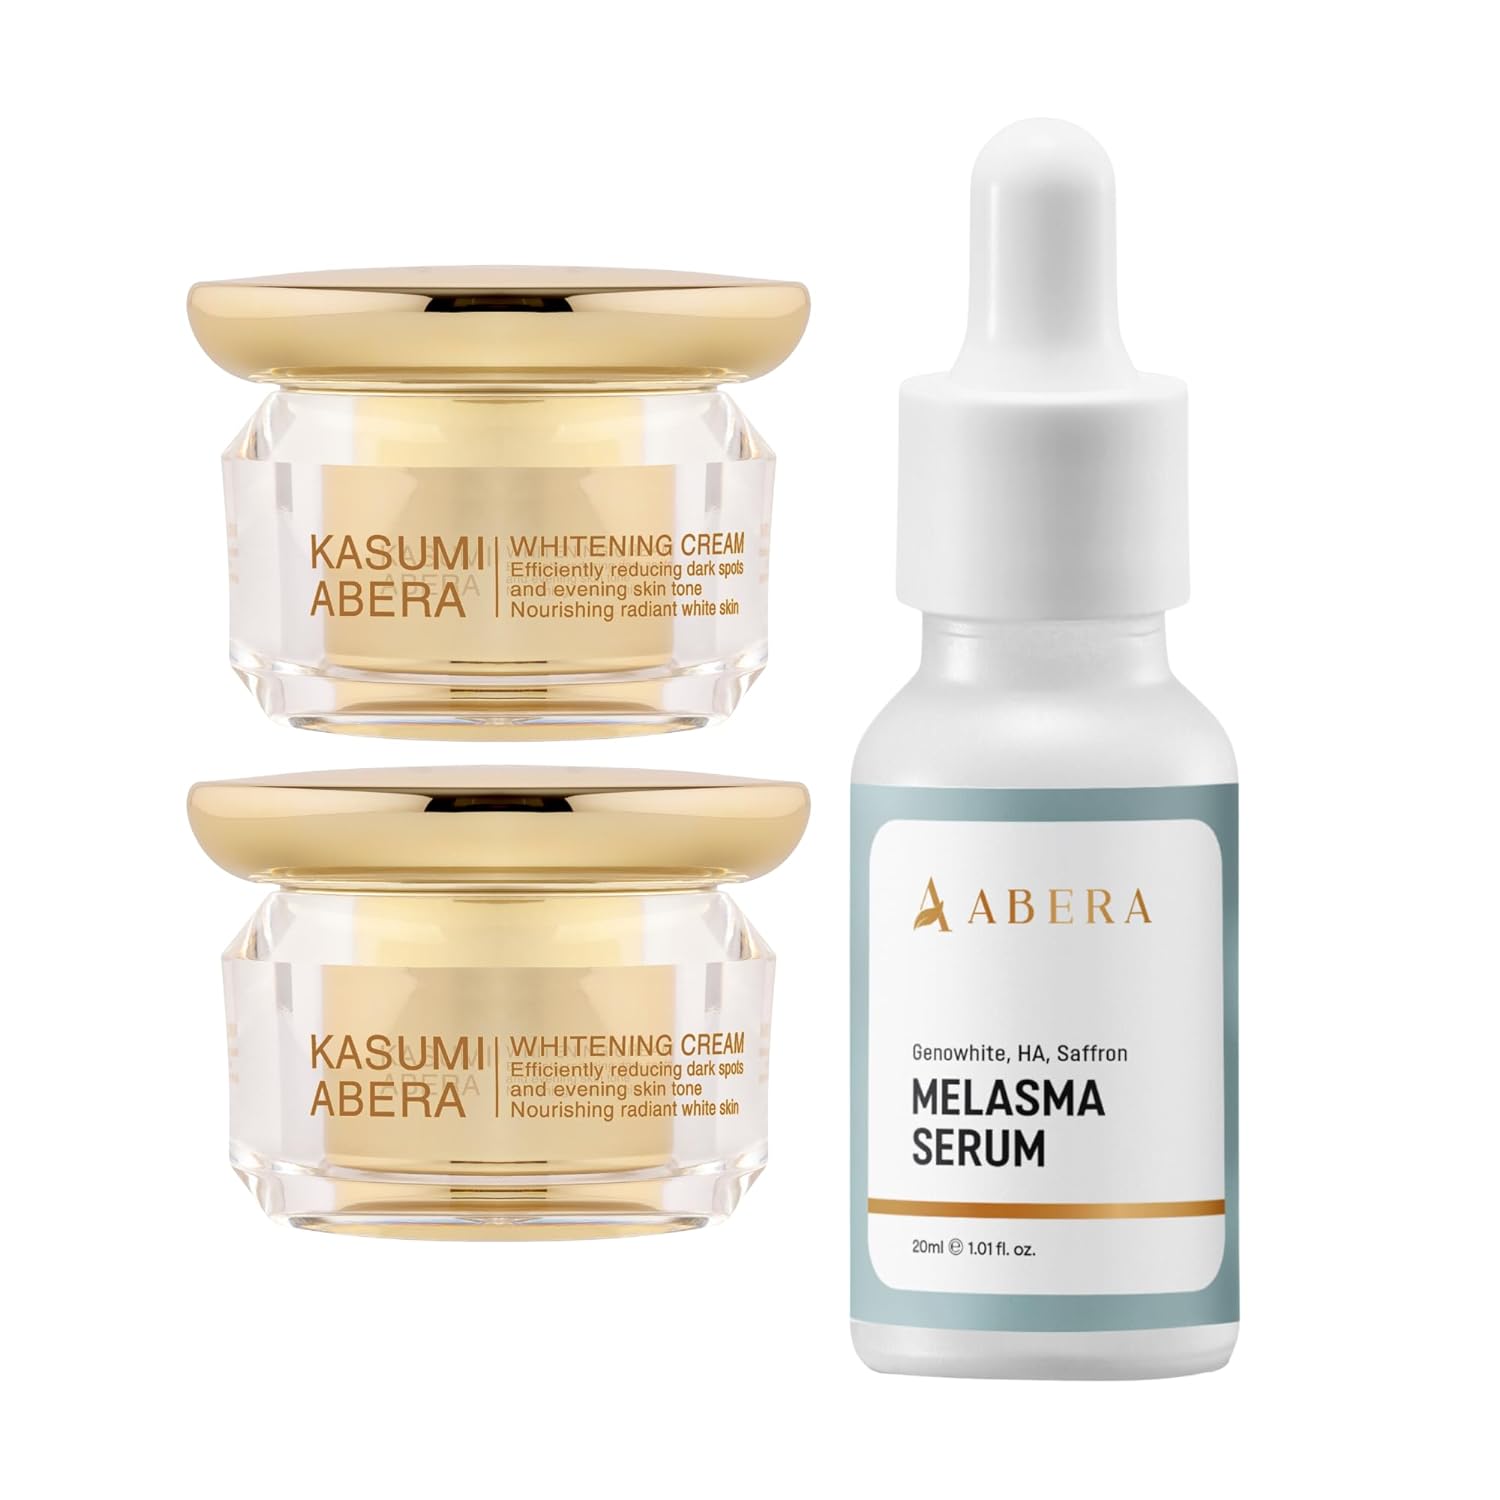 KASUMI
ABERA
WHITENING CREAM
Efficiently reducing dark spots
and evening skin tone
Nourishing radiant white skin
KASUMI
ABERA
WHITENING CREAM
Efficiently reducing dark spots
and evening skin tone
Nourishing radiant white skin
ABERA
Genowhite, HA, Saffron
MELASMA
SERUM
20ml ℮ 1.01 fl. oz.